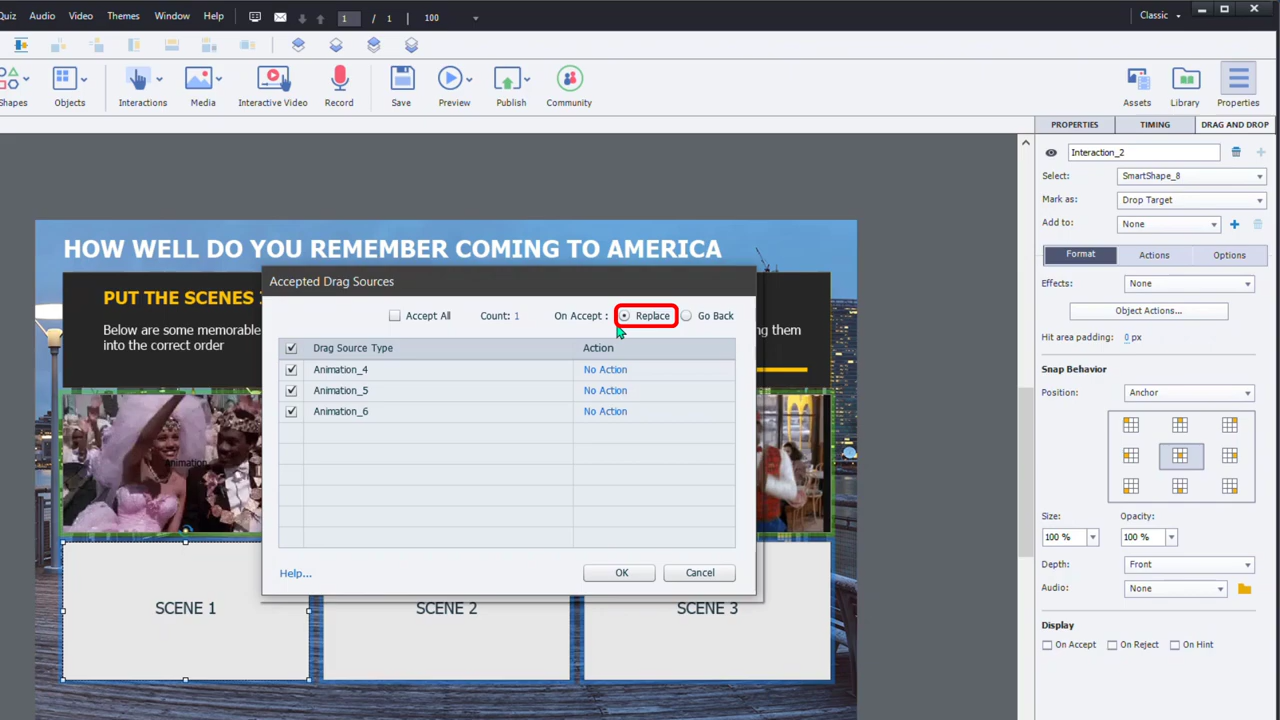 Quiz Audio Video Themes Window Help 1 / 1 100 Classic
Shapes Objects Interactions Media Interactive Video Record Save Preview Publish Community Assets Library Properties
PROPERTIES TIMING DRAG AND DROP
Interaction_2
Select: SmartShape_8
Mark as: Drop Target
Add to: None
Format Actions Options
Effects: None
Object Actions...
Hit area padding: 0 px
Snap Behavior
Position: Anchor
Size: Opacity:
100 % 100 %
Depth: Front
Audio: None
Display
On Accept On Reject On Hint
HOW WELL DO YOU REMEMBER COMING TO AMERICA
PUT THE SCENES
Below are some memorable
ing them
into the correct order
Animation
Accepted Drag Sources
Accept All Count: 1 On Accept : Replace Go Back
Drag Source Type Action
Animation_4 No Action
Animation_5 No Action
Animation_6 No Action
Help... OK Cancel
SCENE 1 SCENE 2 SCENE 3